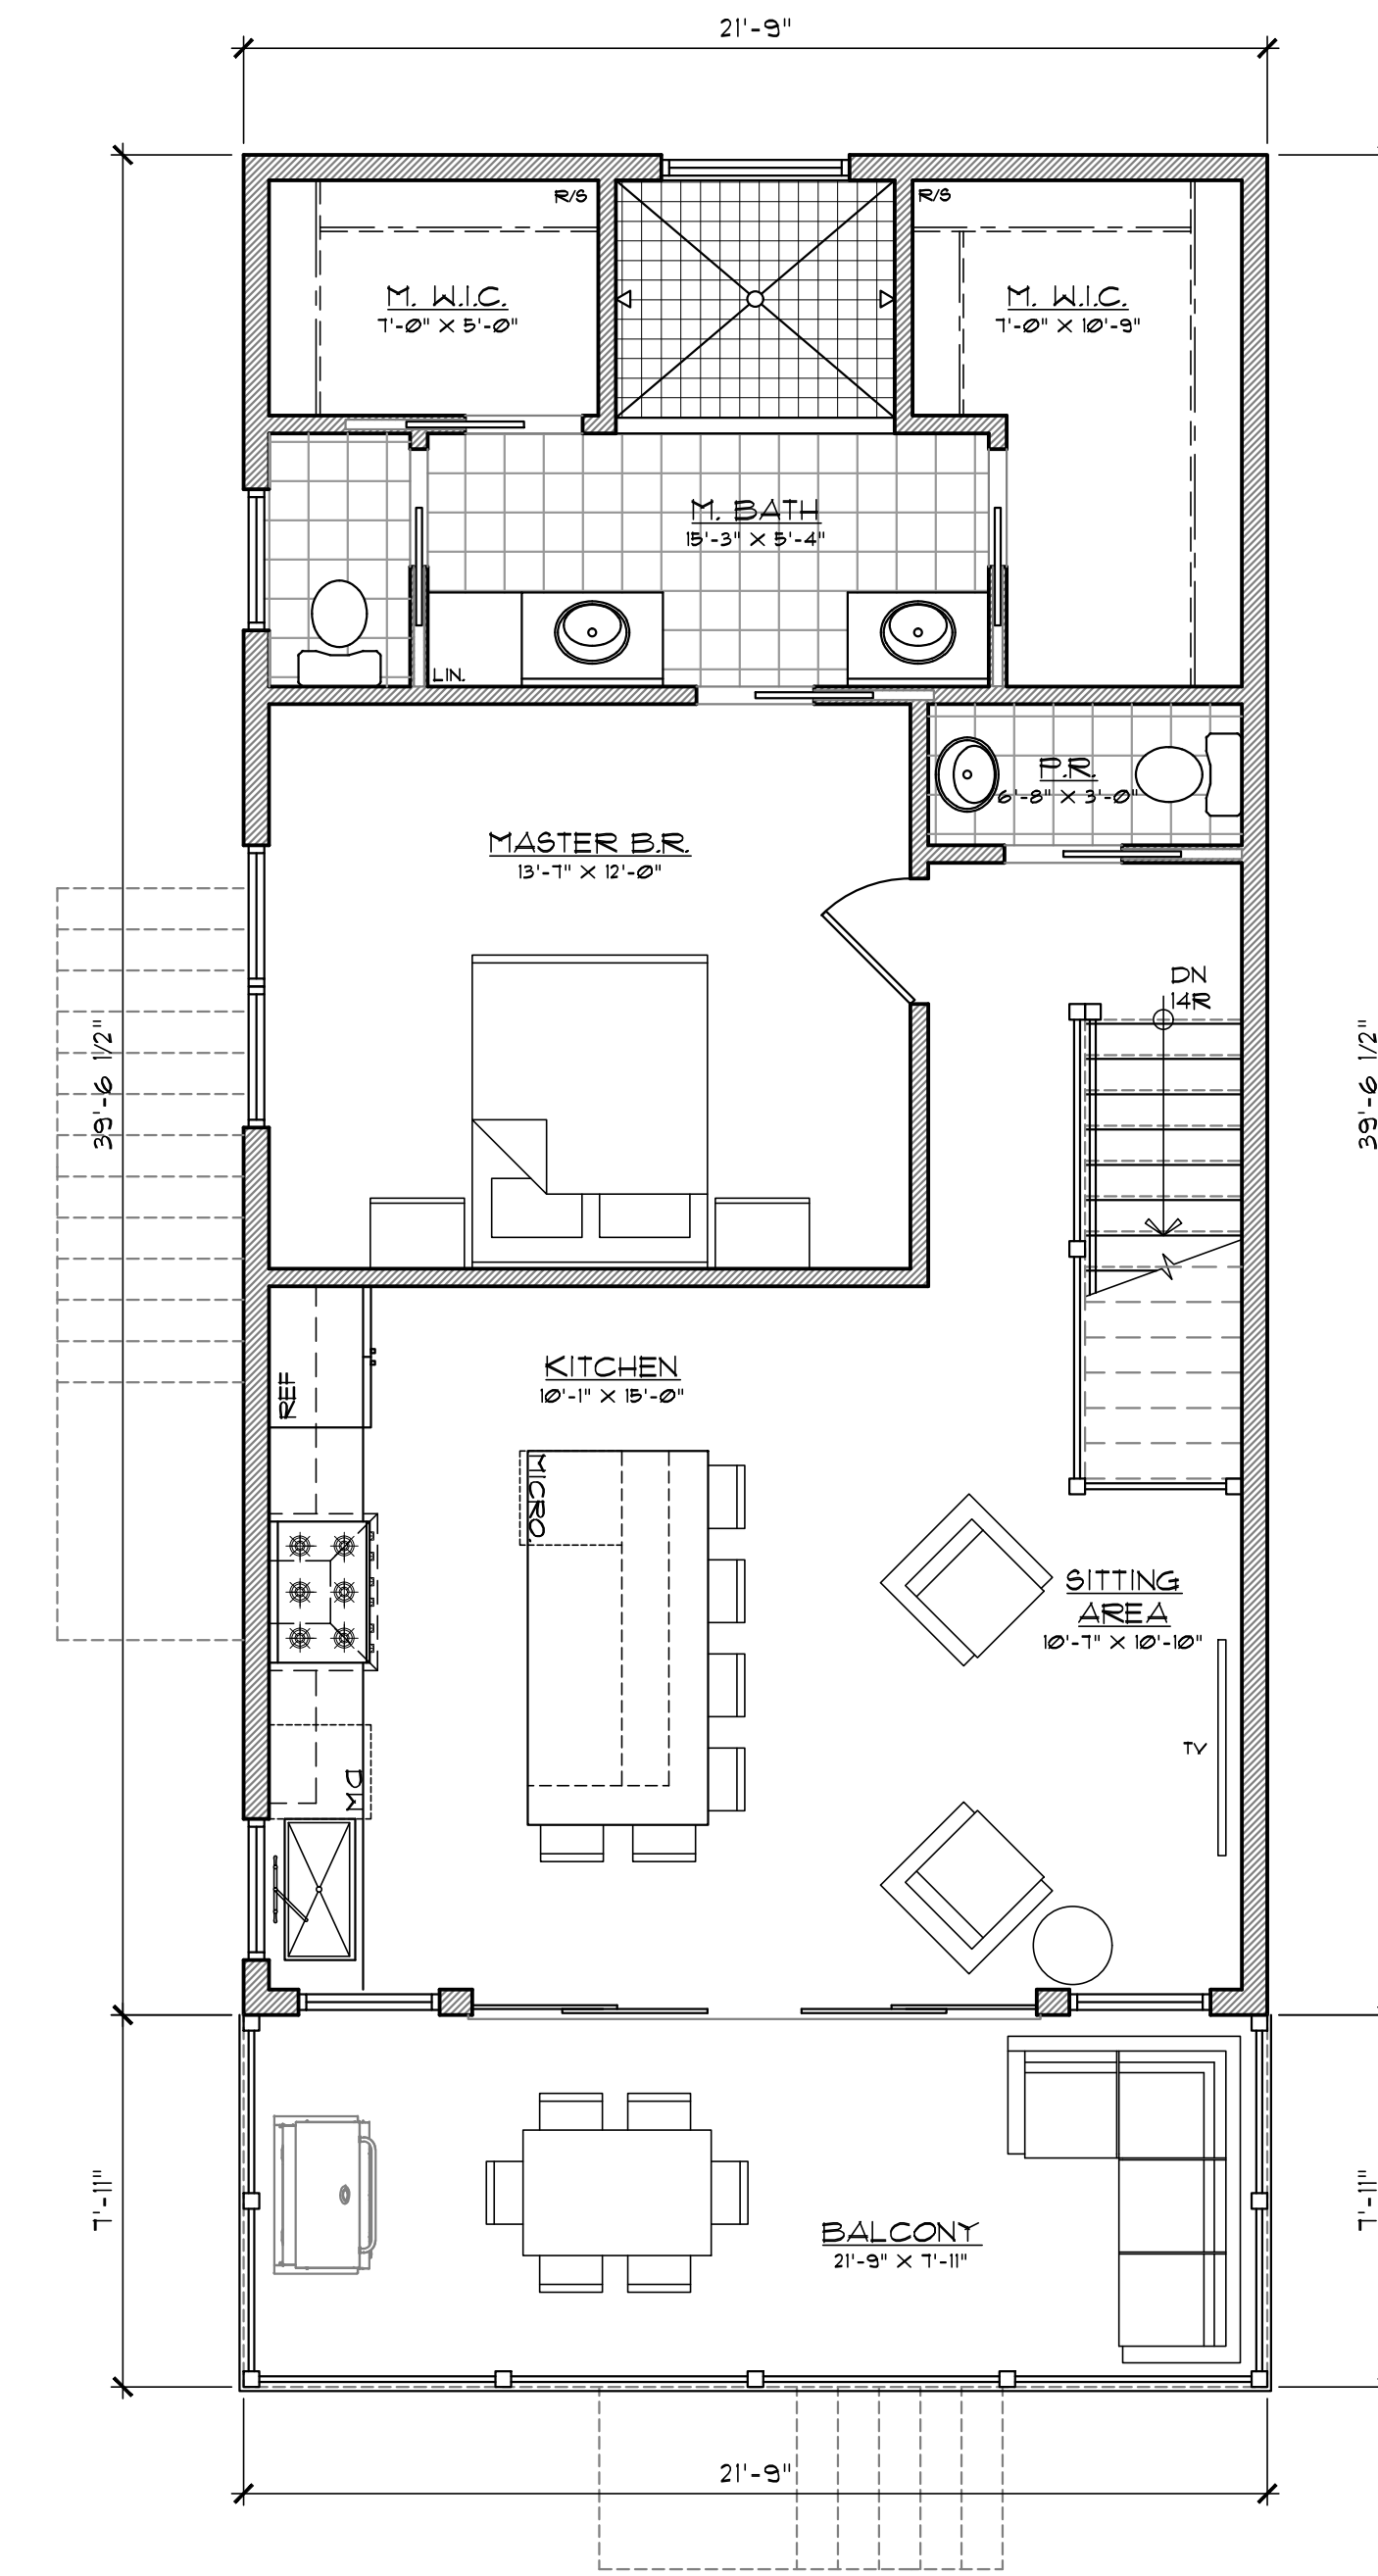 21'-9"
R/S
R/S
M. W.I.C.
7'-0" X 5'-0"
M. W.I.C.
7'-0" X 10'-9"
M. BATH
15'-3" X 5'-4"
LIN.
P.R.
6'-8" X 3'-0"
MASTER B.R.
13'-7" X 12'-0"
DN
14R
39'-6 1/2"
39'-6 1/2"
KITCHEN
10'-1" X 15'-0"
REF
MICRO.
SITTING
AREA
10'-7" X 10'-10"
TV
DW
7'-11"
7'-11"
BALCONY
21'-9" X 7'-11"
21'-9"